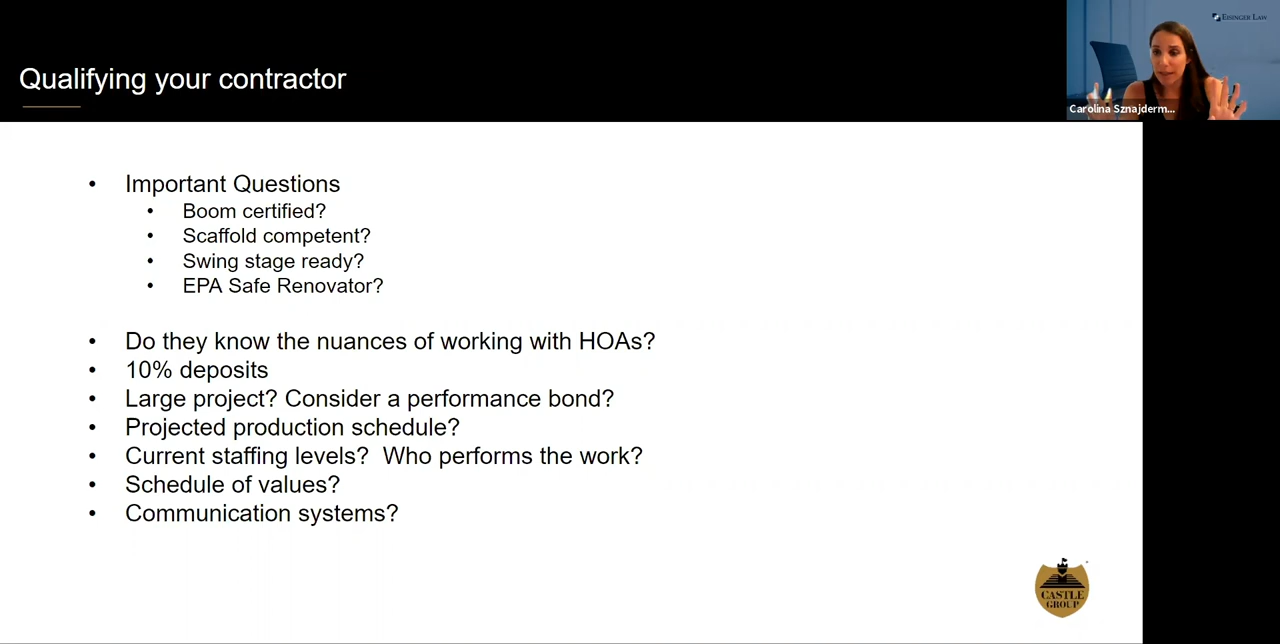 EISINGER LAW
Qualifying your contractor
Carolina Sznajderm...
• Important Questions
• Boom certified?
• Scaffold competent?
• Swing stage ready?
• EPA Safe Renovator?
• Do they know the nuances of working with HOAs?
• 10% deposits
• Large project? Consider a performance bond?
• Projected production schedule?
• Current staffing levels?  Who performs the work?
• Schedule of values?
• Communication systems?
CASTLE
GROUP